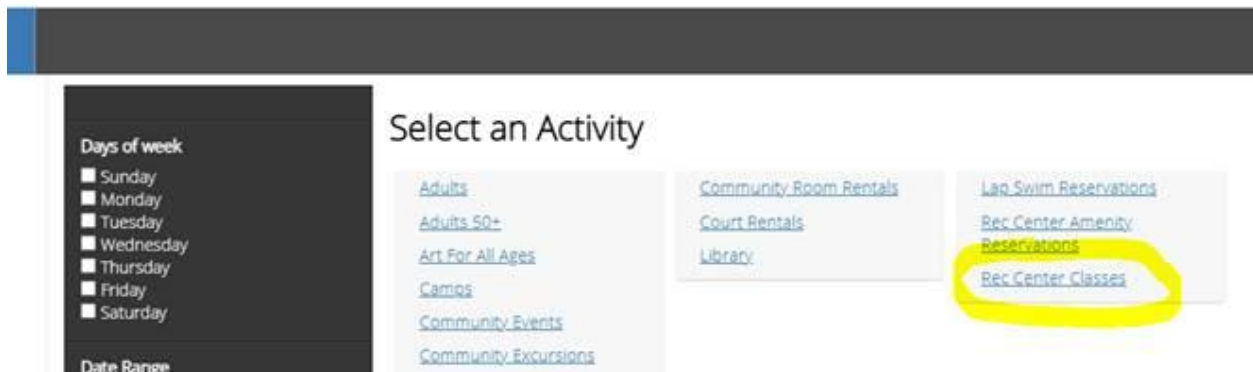 Days of week
Sunday
Monday
Tuesday
Wednesday
Thursday
Friday
Saturday
Date Range
Select an Activity
Adults
Adults 50+
Art For All Ages
Camps
Community Events
Community Excursions
Community Room Rentals
Court Rentals
Library
Lap Swim Reservations
Rec Center Amenity
Reservations
Rec Center Classes